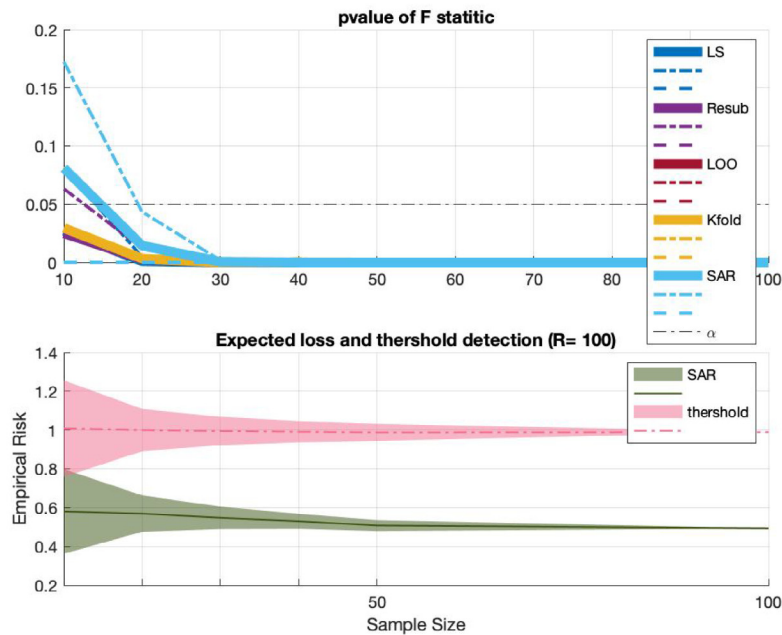 pvalue of F statitic
0.2
0.15
0.1
0.05
0
10 20 30 40 50 60 70 80 100
LS
Resub
LOO
Kfold
SAR
α
Expected loss and thershold detection (R= 100)
1.4
1.2
1
0.8
0.6
0.4
0.2
Empirical Risk
SAR
thershold
50 100
Sample Size